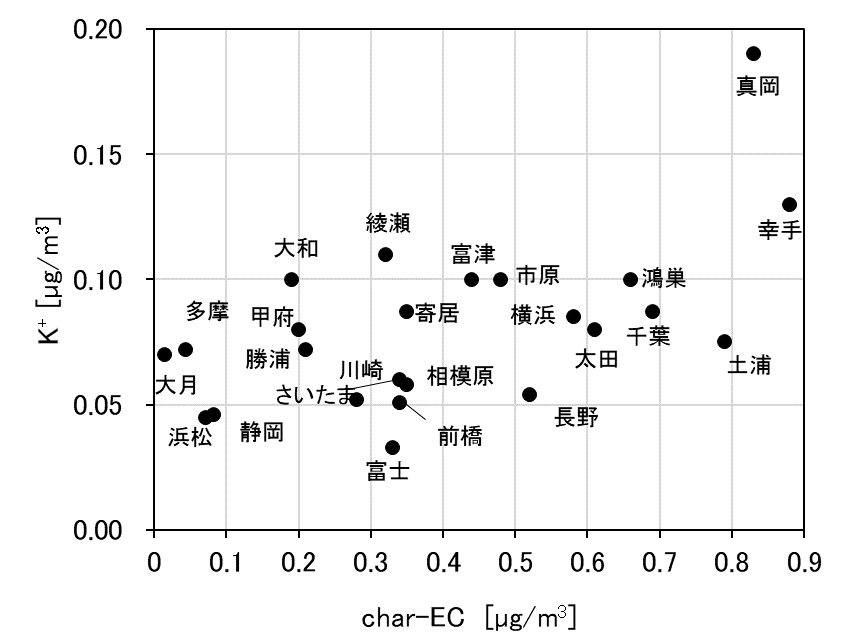 0.20
真岡
0.15
幸手
綾瀬
大和
富津
市原
鴻巣
0.10
多摩
甲府
寄居
横浜
千葉
K⁺ [μg/m³]
勝浦
太田
土浦
川崎
相模原
大月
さいたま
0.05
長野
浜松
静岡
前橋
富士
0.00
0 0.1 0.2 0.3 0.4 0.5 0.6 0.7 0.8 0.9
char-EC [μg/m³]